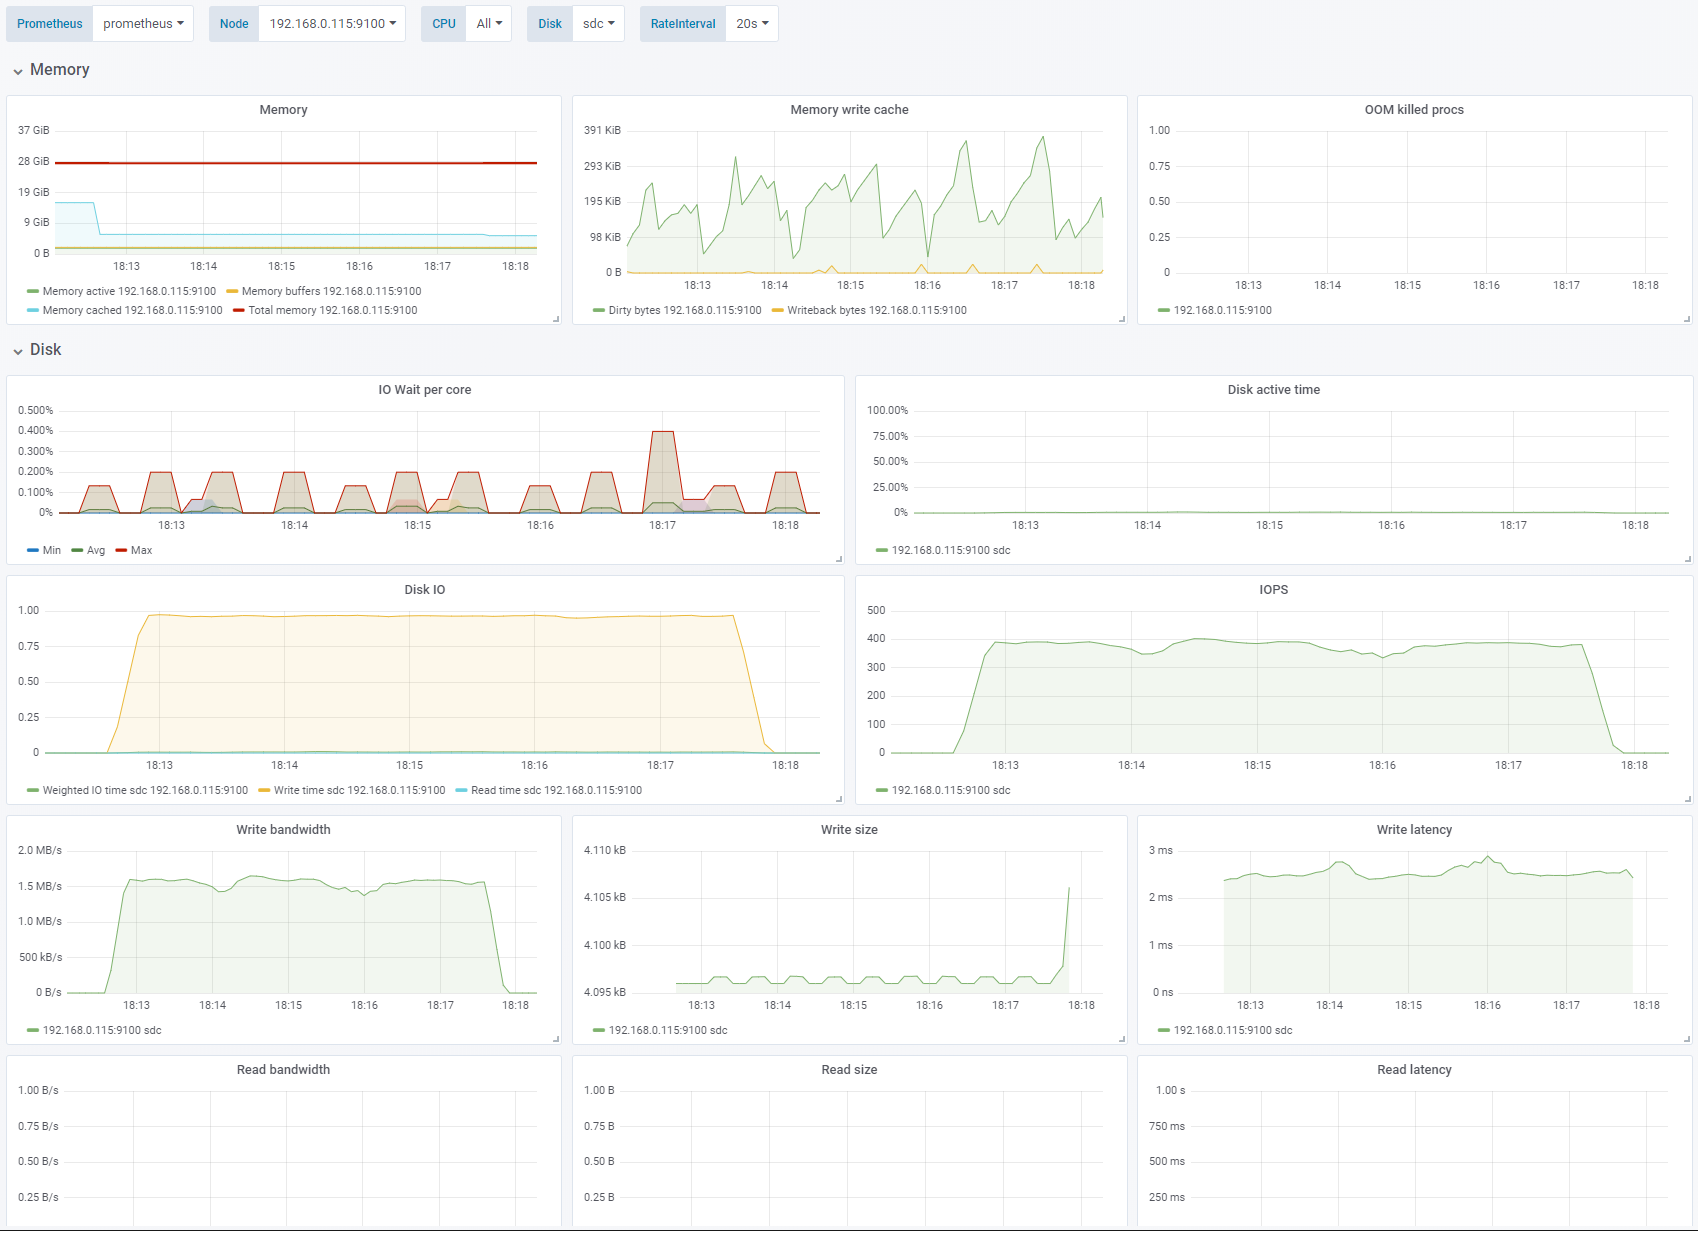 Prometheus prometheus Node 192.168.0.115:9100 CPU All Disk sdc RateInterval 20s
Memory
Memory
37 GiB
28 GiB
19 GiB
9 GiB
0 B
18:13 18:14 18:15 18:16 18:17 18:18
Memory active 192.168.0.115:9100 Memory buffers 192.168.0.115:9100
Memory cached 192.168.0.115:9100 Total memory 192.168.0.115:9100
Memory write cache
391 KiB
293 KiB
195 KiB
98 KiB
0 B
18:13 18:14 18:15 18:16 18:17 18:18
Dirty bytes 192.168.0.115:9100 Writeback bytes 192.168.0.115:9100
OOM killed procs
1.00
0.75
0.50
0.25
0
18:13 18:14 18:15 18:16 18:17 18:18
192.168.0.115:9100
Disk
IO Wait per core
0.500%
0.400%
0.300%
0.200%
0.100%
0%
18:13 18:14 18:15 18:16 18:17 18:18
Min Avg Max
Disk active time
100.00%
75.00%
50.00%
25.00%
0%
18:13 18:14 18:15 18:16 18:17 18:18
192.168.0.115:9100 sdc
Disk IO
1.00
0.75
0.50
0.25
0
18:13 18:14 18:15 18:16 18:17 18:18
Weighted IO time sdc 192.168.0.115:9100 Write time sdc 192.168.0.115:9100 Read time sdc 192.168.0.115:9100
IOPS
500
400
300
200
100
0
18:13 18:14 18:15 18:16 18:17 18:18
192.168.0.115:9100 sdc
Write bandwidth
2.0 MB/s
1.5 MB/s
1.0 MB/s
500 kB/s
0 B/s
18:13 18:14 18:15 18:16 18:17 18:18
192.168.0.115:9100 sdc
Write size
4.110 kB
4.105 kB
4.100 kB
4.095 kB
18:13 18:14 18:15 18:16 18:17 18:18
192.168.0.115:9100 sdc
Write latency
3 ms
2 ms
1 ms
0 ns
18:13 18:14 18:15 18:16 18:17 18:18
192.168.0.115:9100 sdc
Read bandwidth
1.00 B/s
0.75 B/s
0.50 B/s
0.25 B/s
Read size
1.00 B
0.75 B
0.50 B
0.25 B
Read latency
1.00 s
750 ms
500 ms
250 ms